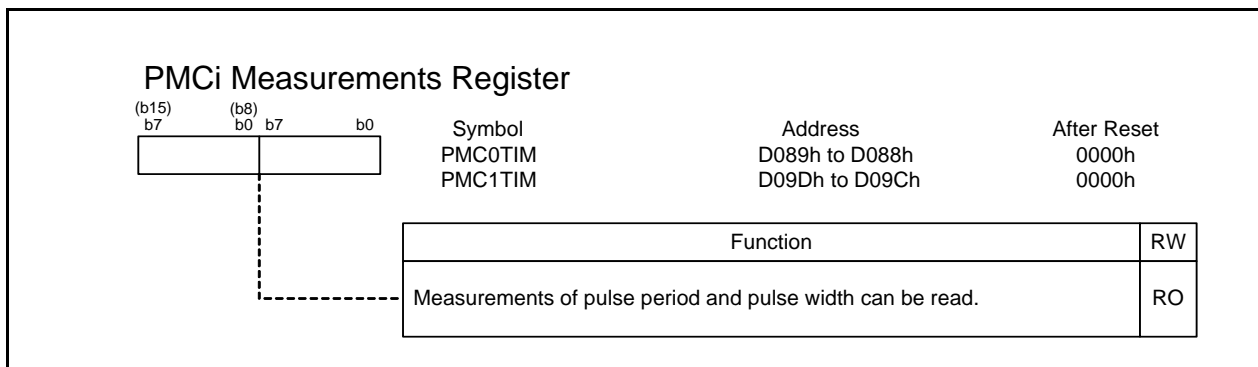 PMCi Measurements Register
(b15) (b8)
b7 b0 b7 b0
Symbol Address After Reset
PMC0TIM D089h to D088h 0000h
PMC1TIM D09Dh to D09Ch 0000h
Function RW
Measurements of pulse period and pulse width can be read. RO